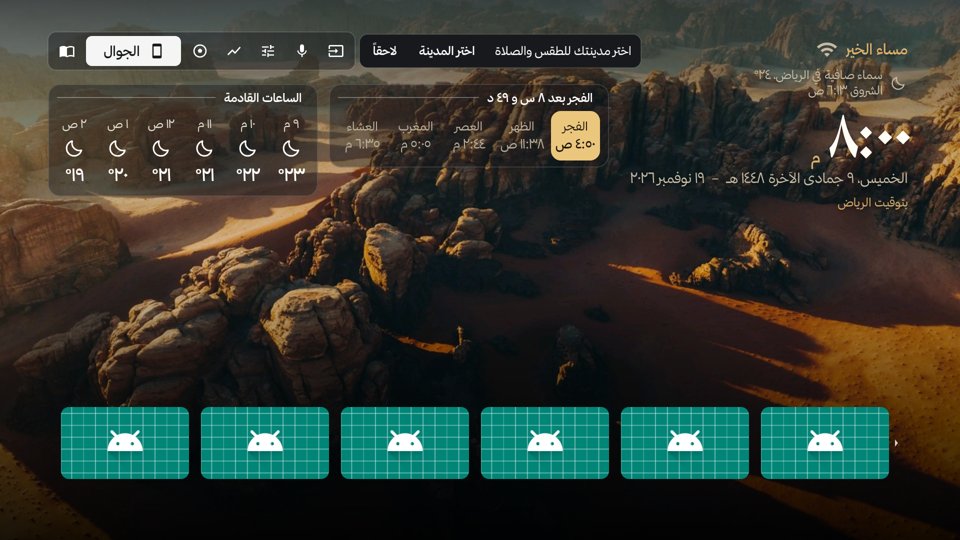 مساء الخير
سماء صافية في الرياض، ٢٤°
الشروق ٦:١٣ ص
٨:٠٠ م
الخميس، ٩ جمادى الآخرة ١٤٤٨ هـ – ١٩ نوفمبر ٢٠٢٦
بتوقيت الرياض
اختر مدينتك للطقس والصلاة اختر المدينة لاحقاً
الجوال
الفجر بعد ٨ س و ٤٩ د
الفجر الظهر العصر المغرب العشاء
٤:٥٠ ص ١١:٣٨ ص ٢:٤٤ م ٥:٠٥ م ٦:٣٥ م
الساعات القادمة
٩ م ١٠ م ١١ م ١٢ ص ١ ص ٢ ص
٢٣° ٢٢° ٢١° ٢١° ٢٠° ١٩°